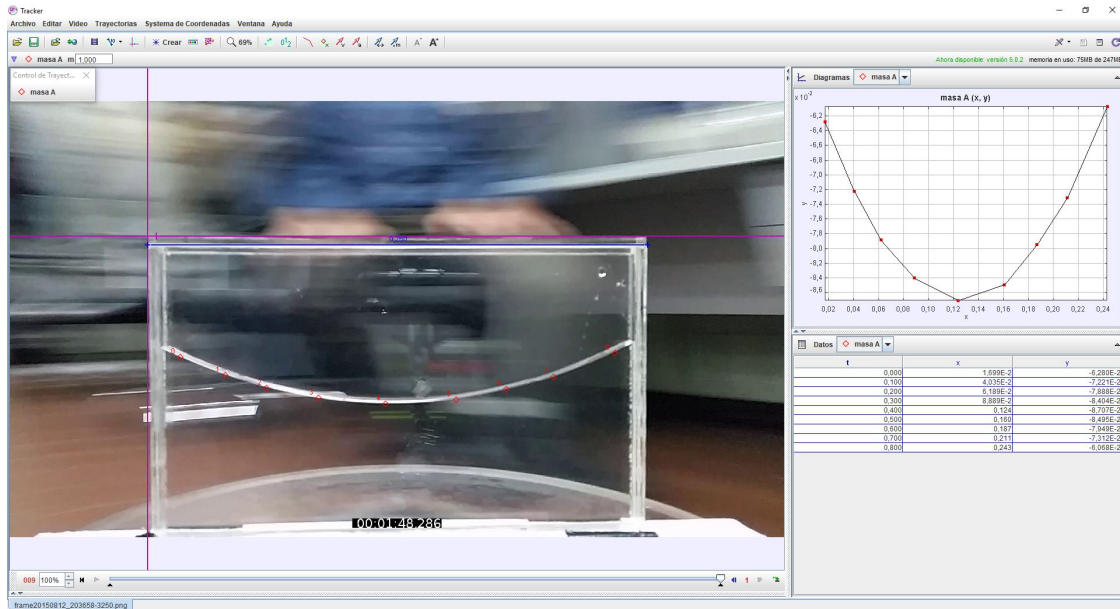 Tracker
Archivo Editar Video Trayectorias Systema de Coordenadas Ventana Ayuda
Crear 69%
masa A m 1.000 Ahora disponible: versión 5.0.2 memoria en uso: 75MB de 247MB
Control de Trayect...
masa A
Diagramas masa A
x 10⁻² masa A (x, y)
-6,2
-6,4
-6,6
-6,8
-7,0
-7,2
-7,4
-7,6
-7,8
-8,0
-8,2
-8,4
-8,6
y
0,02 0,04 0,06 0,08 0,10 0,12 0,14 0,16 0,18 0,20 0,22 0,24
x
Datos masa A
t x y
0,000 1,699E-2 -6,280E-2
0,100 4,035E-2 -7,221E-2
0,200 6,189E-2 -7,888E-2
0,300 8,889E-2 -8,404E-2
0,400 0,124 -8,707E-2
0,500 0,160 -8,495E-2
0,600 0,187 -7,949E-2
0,700 0,211 -7,312E-2
0,800 0,243 -6,068E-2
00:01:48.286
009 100% 1
frame20150812_203658-3250.png